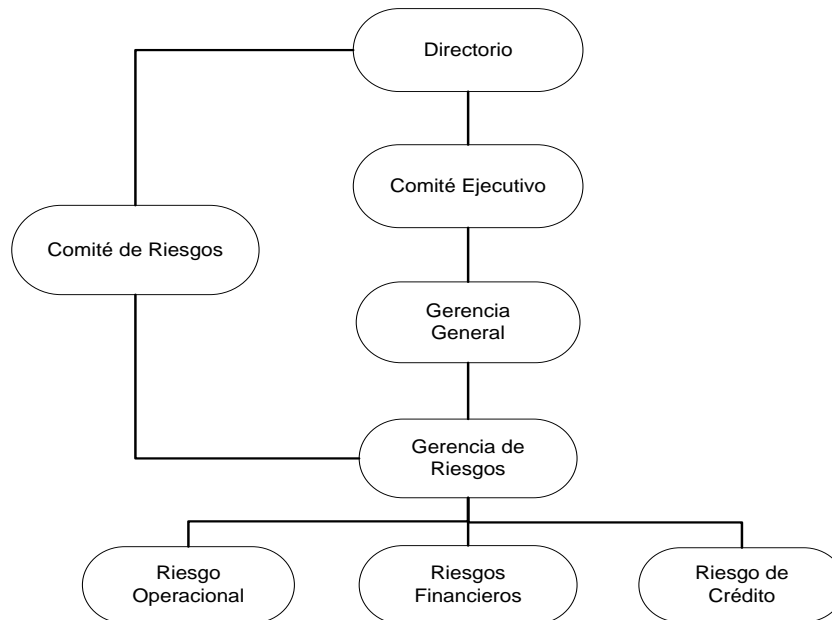 Directorio
Comité Ejecutivo
Comité de Riesgos
Gerencia
General
Gerencia de
Riesgos
Riesgo
Operacional
Riesgos
Financieros
Riesgo de
Crédito